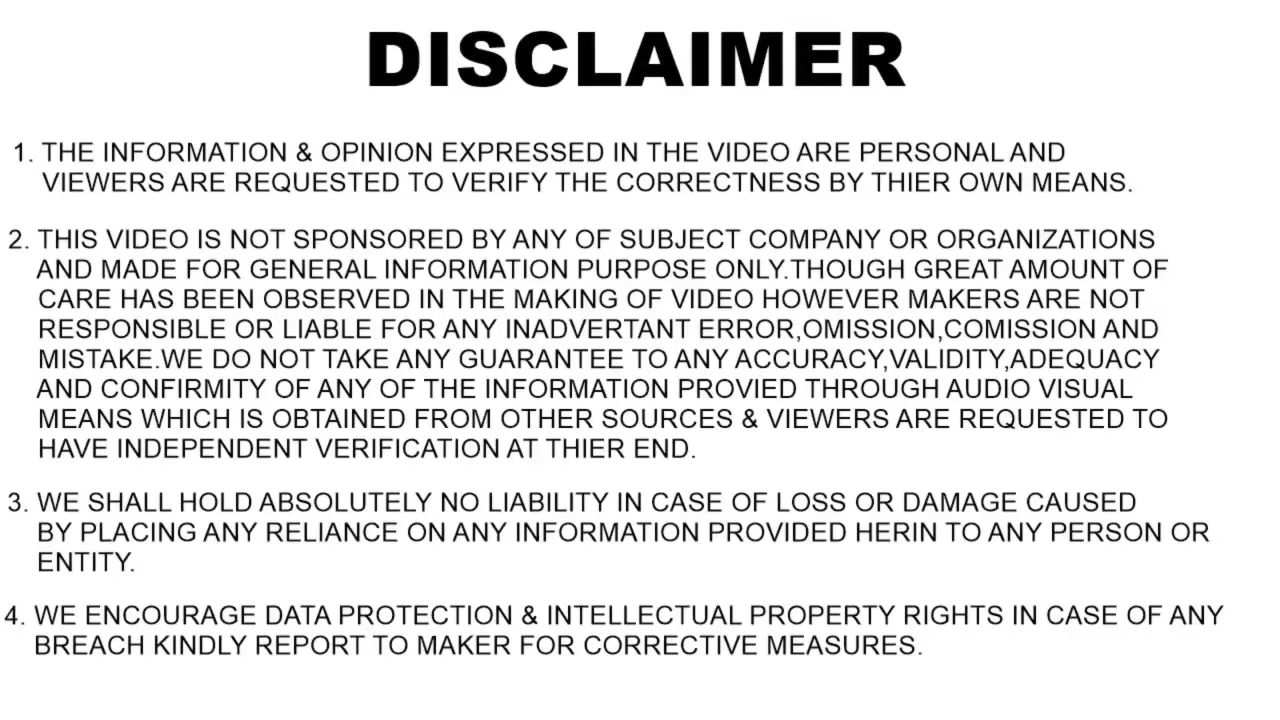 DISCLAIMER
1. THE INFORMATION & OPINION EXPRESSED IN THE VIDEO ARE PERSONAL AND
VIEWERS ARE REQUESTED TO VERIFY THE CORRECTNESS BY THIER OWN MEANS.
2. THIS VIDEO IS NOT SPONSORED BY ANY OF SUBJECT COMPANY OR ORGANIZATIONS
AND MADE FOR GENERAL INFORMATION PURPOSE ONLY.THOUGH GREAT AMOUNT OF
CARE HAS BEEN OBSERVED IN THE MAKING OF VIDEO HOWEVER MAKERS ARE NOT
RESPONSIBLE OR LIABLE FOR ANY INADVERTANT ERROR,OMISSION,COMISSION AND
MISTAKE.WE DO NOT TAKE ANY GUARANTEE TO ANY ACCURACY,VALIDITY,ADEQUACY
AND CONFIRMITY OF ANY OF THE INFORMATION PROVIED THROUGH AUDIO VISUAL
MEANS WHICH IS OBTAINED FROM OTHER SOURCES & VIEWERS ARE REQUESTED TO
HAVE INDEPENDENT VERIFICATION AT THIER END.
3. WE SHALL HOLD ABSOLUTELY NO LIABILITY IN CASE OF LOSS OR DAMAGE CAUSED
BY PLACING ANY RELIANCE ON ANY INFORMATION PROVIDED HERIN TO ANY PERSON OR
ENTITY.
4. WE ENCOURAGE DATA PROTECTION & INTELLECTUAL PROPERTY RIGHTS IN CASE OF ANY
BREACH KINDLY REPORT TO MAKER FOR CORRECTIVE MEASURES.